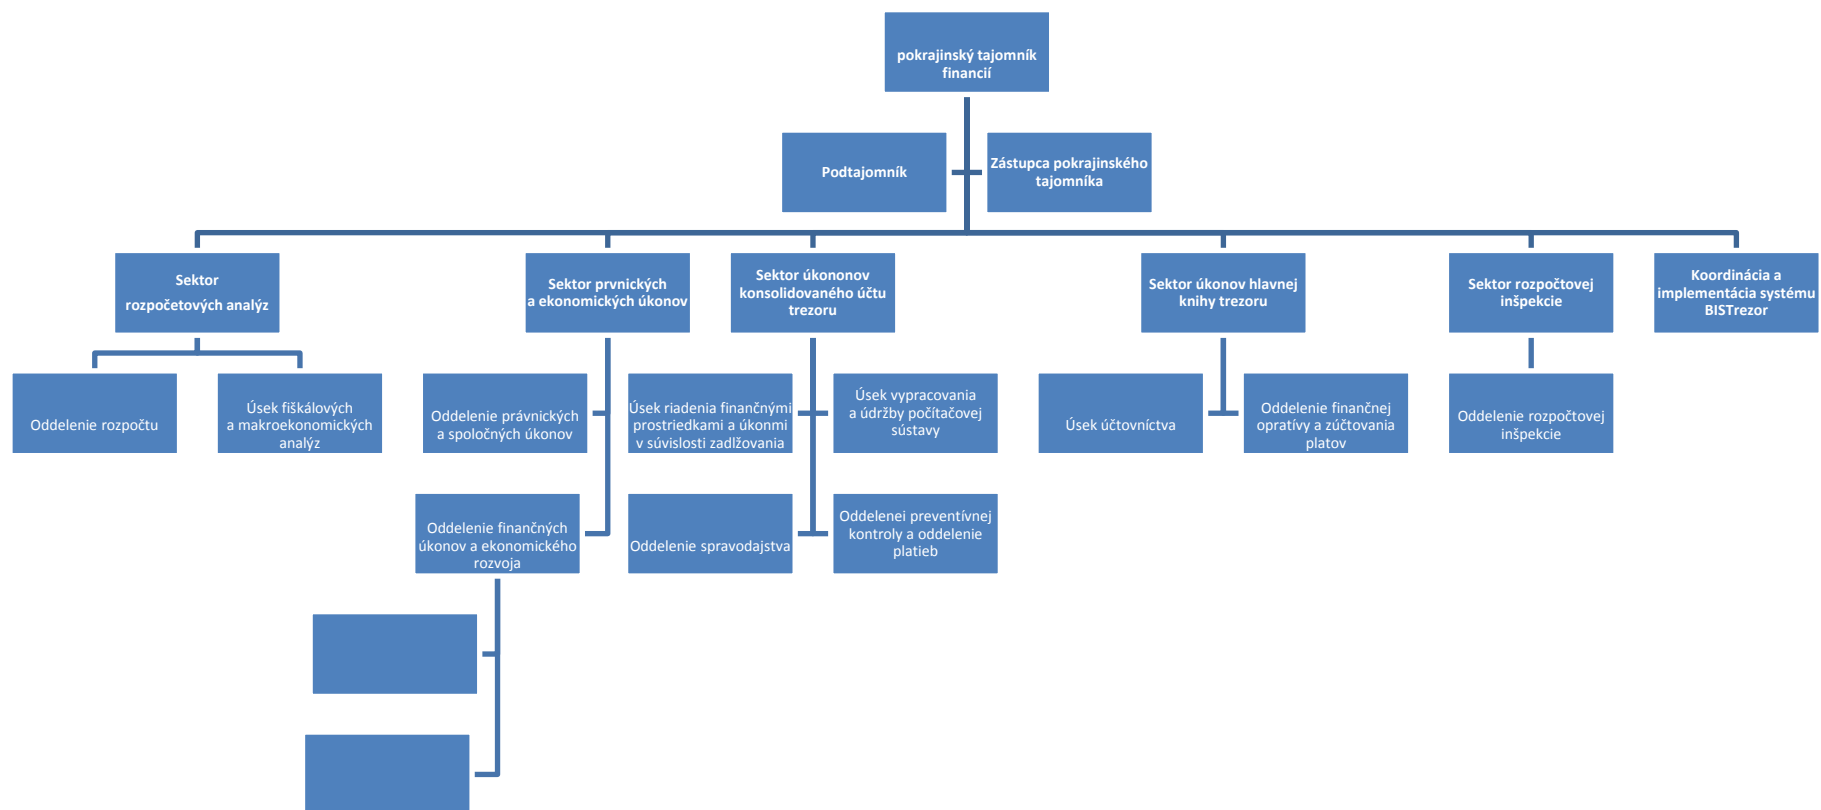 pokrajinský tajomník
financií
Podtajomník
Zástupca pokrajinského
tajomníka
Sektor
rozpočetových analýz
Sektor prvnických
a ekonomických úkonov
Sektor úkononov
konsolidovaného účtu
trezoru
Sektor úkonov hlavnej
knihy trezoru
Sektor rozpočtovej
inšpekcie
Koordinácia a
implementácia systému
BISTrezor
Oddelenie rozpočtu
Úsek fiškálových
a makroekonomických
analýz
Oddelenie právnických
a spoločných úkonov
Úsek riadenia finančnými
prostriedkami a úkonmi
v súvislosti zadlžovania
Úsek vypracovania
a údržby počítačovej
sústavy
Úsek účtovníctva
Oddelenie finančnej
opratívy a zúčtovania
platov
Oddelenie rozpočtovej
inšpekcie
Oddelenie finančných
úkonov a ekonomického
rozvoja
Oddelenie spravodajstva
Oddelenei preventívnej
kontroly a oddelenie
platieb